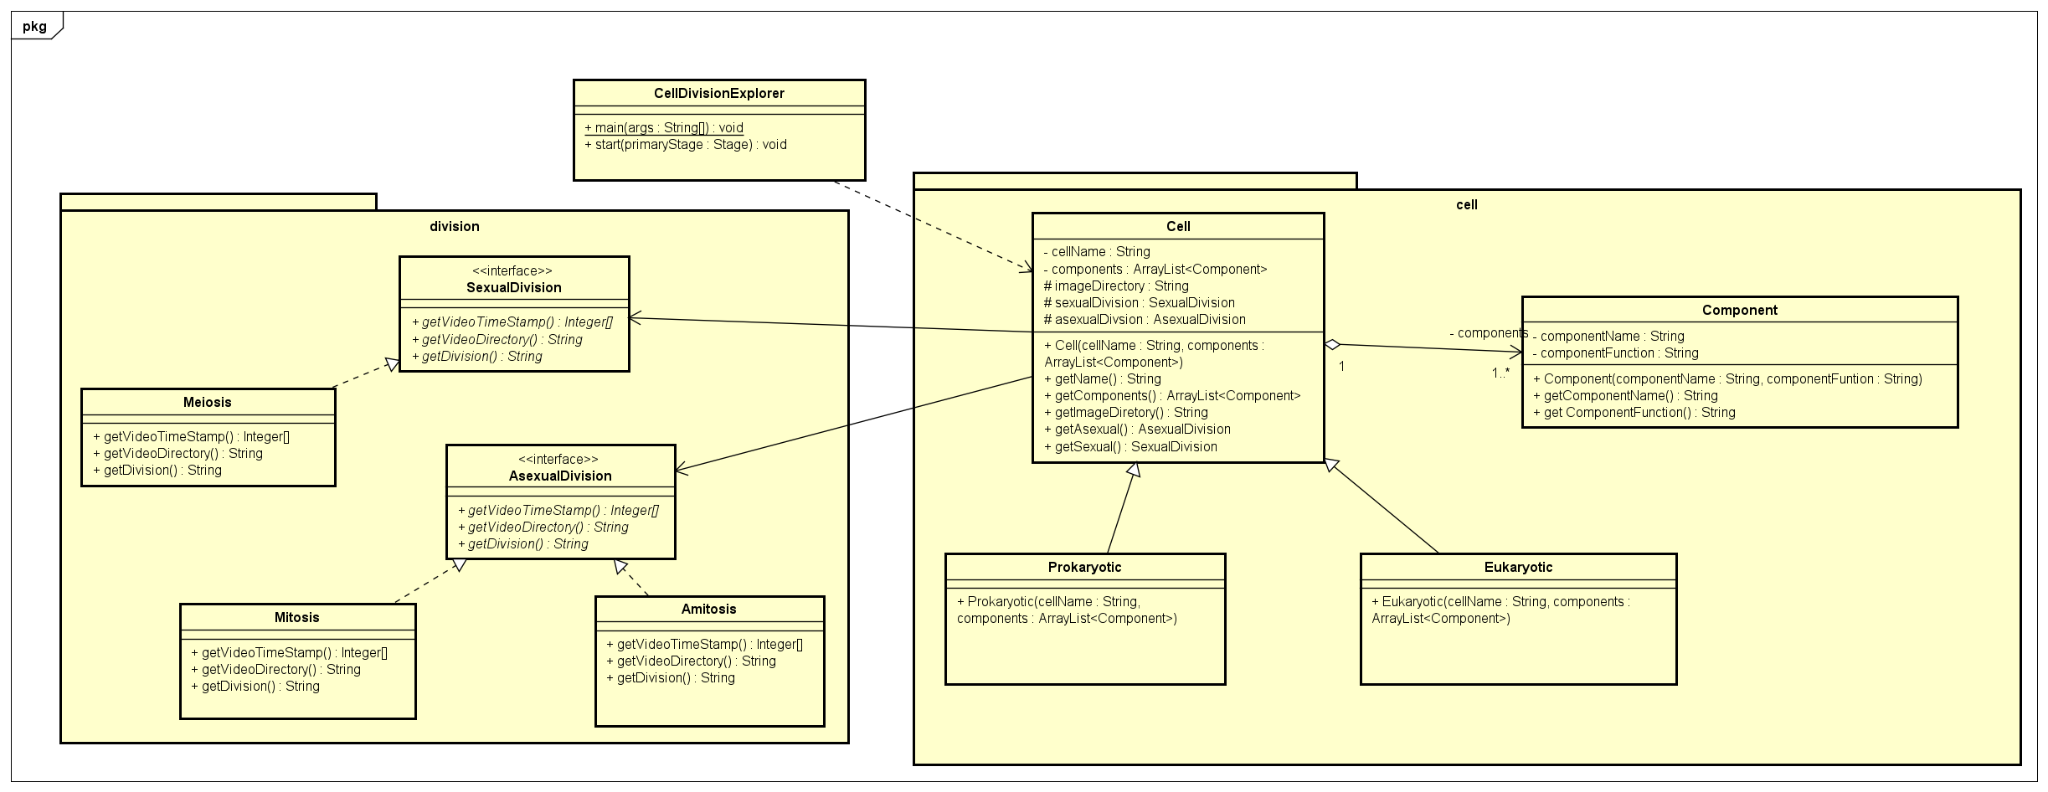 pkg
CellDivisionExplorer
+ main(args : String[]) : void
+ start(primaryStage : Stage) : void
division
<<interface>>
SexualDivision
+ getVideoTimeStamp() : Integer[]
+ getVideoDirectory() : String
+ getDivision() : String
Meiosis
+ getVideoTimeStamp() : Integer[]
+ getVideoDirectory() : String
+ getDivision() : String
<<interface>>
AsexualDivision
+ getVideoTimeStamp() : Integer[]
+ getVideoDirectory() : String
+ getDivision() : String
Mitosis
+ getVideoTimeStamp() : Integer[]
+ getVideoDirectory() : String
+ getDivision() : String
Amitosis
+ getVideoTimeStamp() : Integer[]
+ getVideoDirectory() : String
+ getDivision() : String
cell
Cell
- cellName : String
- components : ArrayList<Component>
# imageDirectory : String
# sexualDivision : SexualDivision
# asexualDivsion : AsexualDivision
+ Cell(cellName : String, components :
ArrayList<Component>)
+ getName() : String
+ getComponents() : ArrayList<Component>
+ getImageDiretory() : String
+ getAsexual() : AsexualDivision
+ getSexual() : SexualDivision
- components
1
1..*
Component
- componentName : String
- componentFunction : String
+ Component(componentName : String, componentFuntion : String)
+ getComponentName() : String
+ get ComponentFunction() : String
Prokaryotic
+ Prokaryotic(cellName : String,
components : ArrayList<Component>)
Eukaryotic
+ Eukaryotic(cellName : String, components :
ArrayList<Component>)